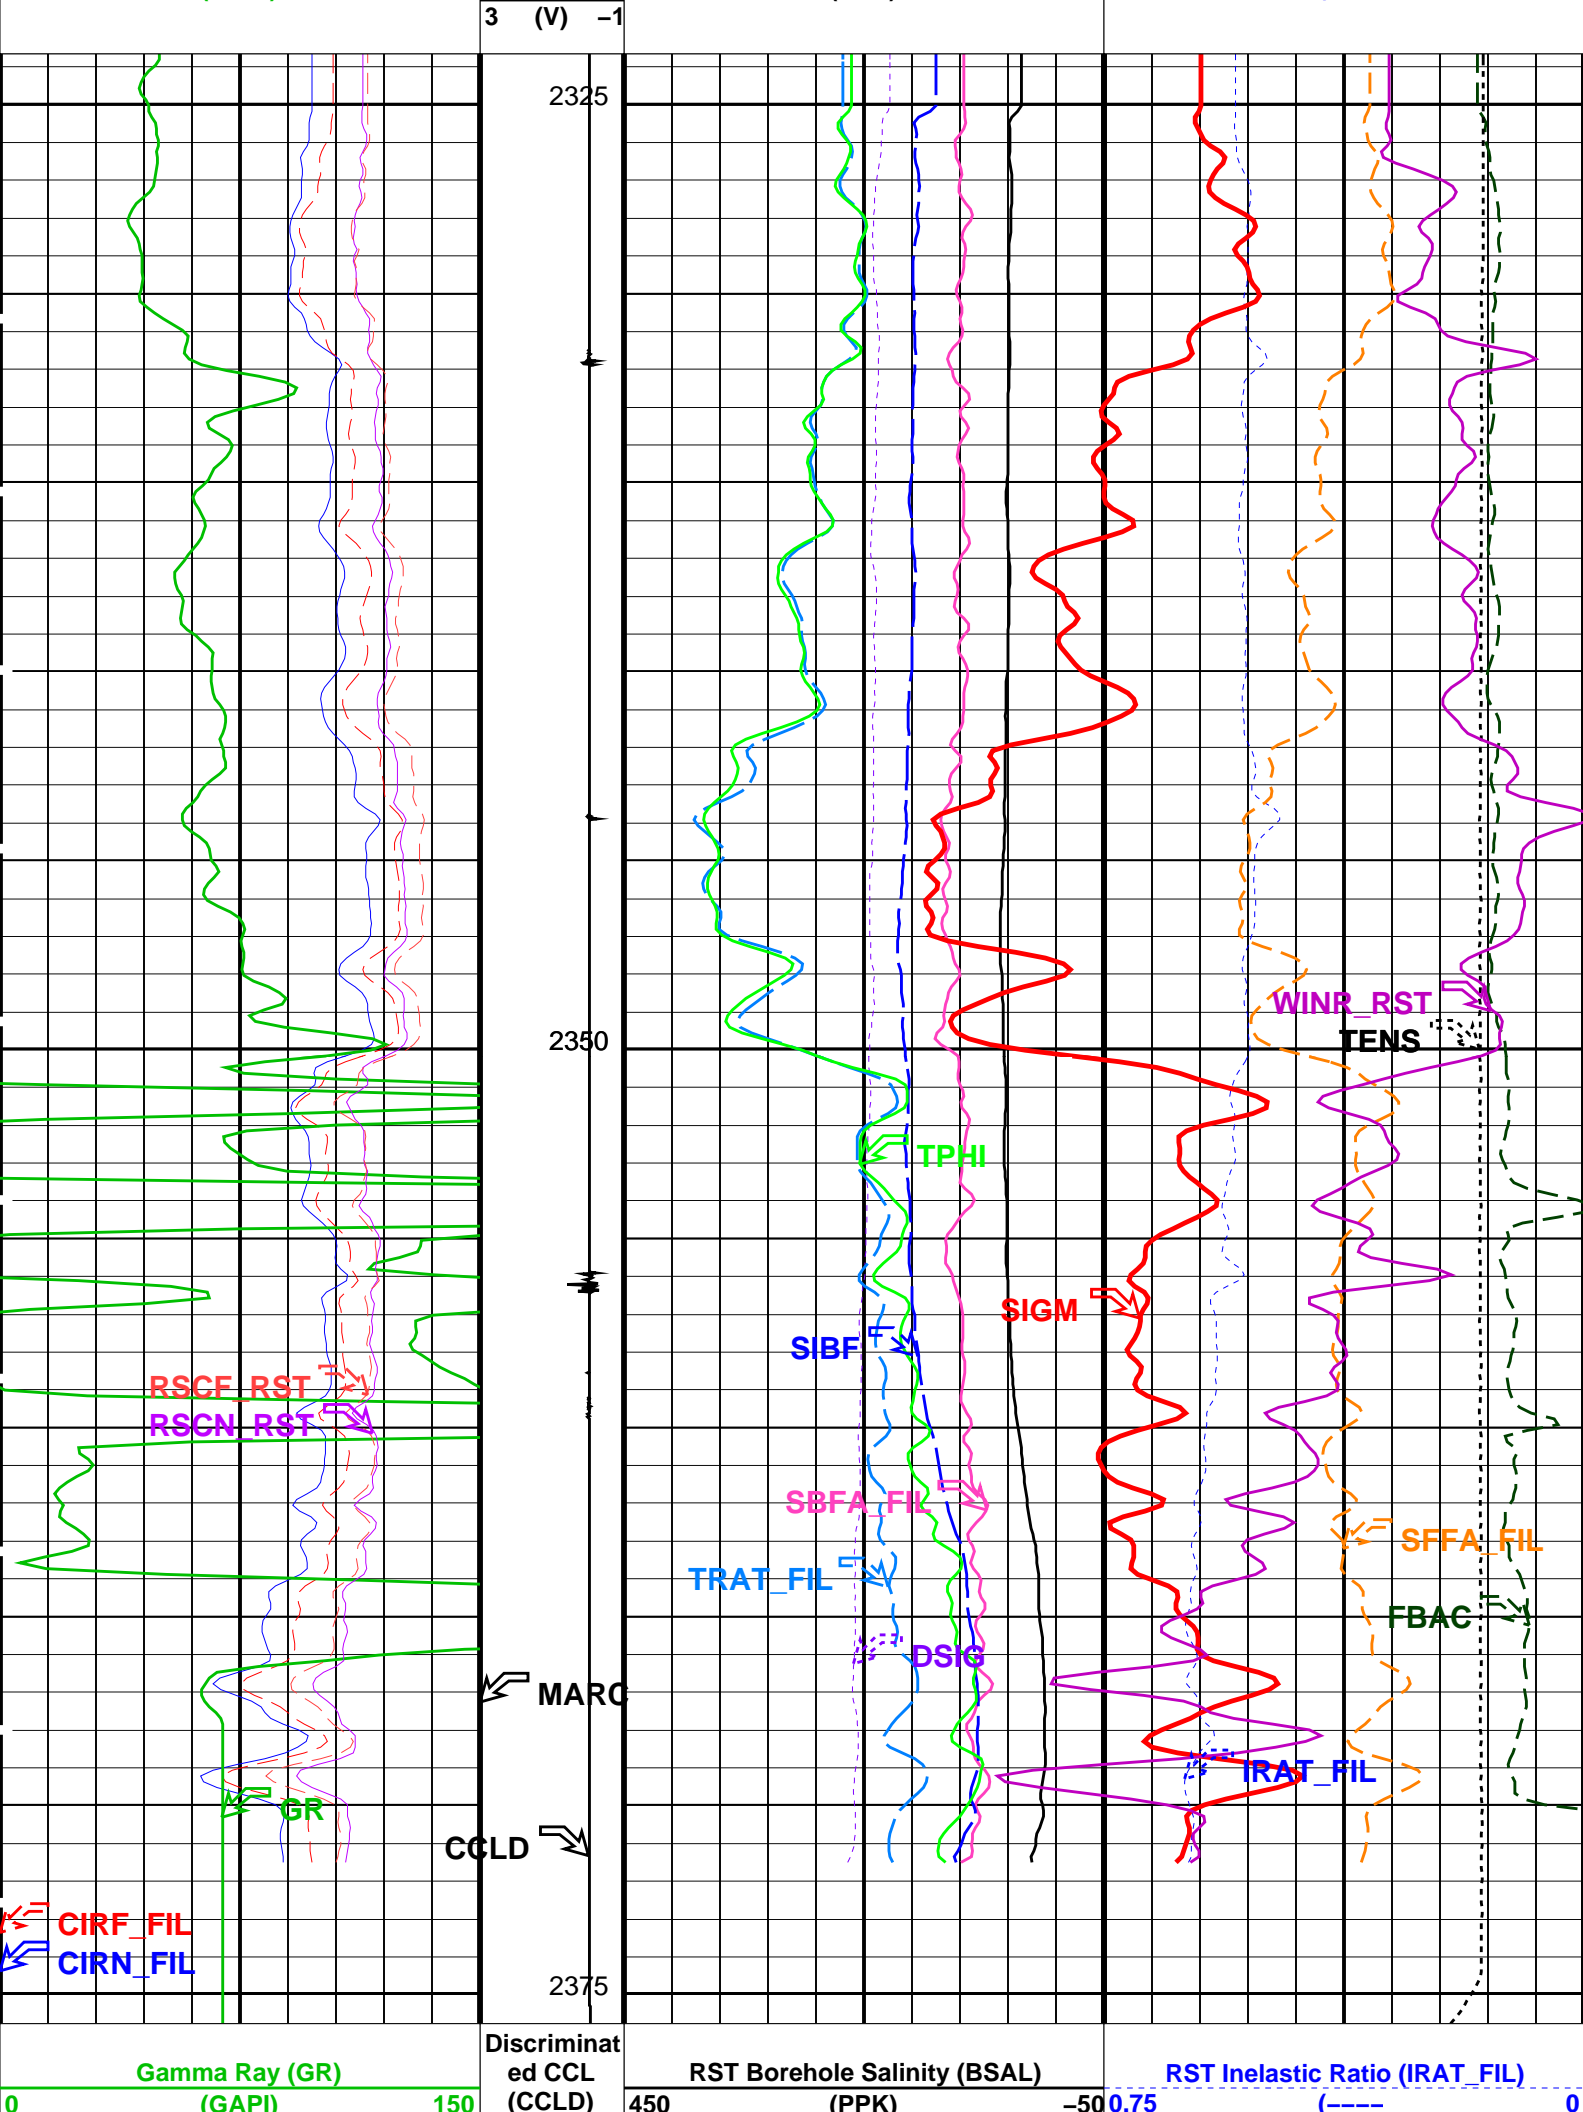 3 (V) −1
2325
WINR_RST
2350
TENS
TPHI
SIGM
SIBF
RSCF_RST
RSCN_RST
SBFA_FIL
SFFA_FIL
TRAT_FIL
FBAC
DSIG
MARC
IRAT_FIL
GR
CCLD
CIRF_FIL
CIRN_FIL
2375
Discriminat
ed CCL
(CCLD)
Gamma Ray (GR)
0 (GAPI) 150
RST Borehole Salinity (BSAL)
450 (PPK) −50
RST Inelastic Ratio (IRAT_FIL)
0.75 (−−−− 0